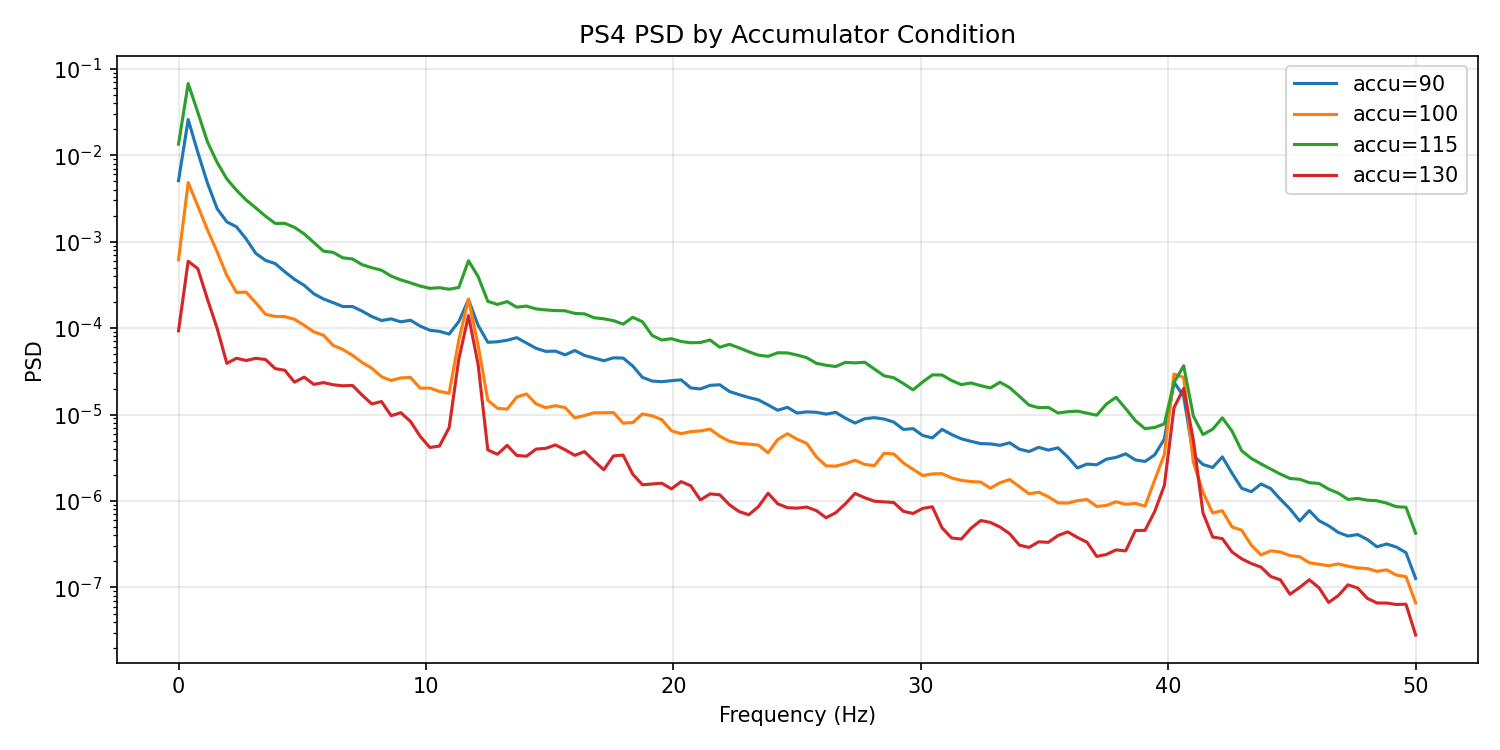 PS4 PSD by Accumulator Condition
10⁻¹
10⁻²
10⁻³
10⁻⁴
10⁻⁵
10⁻⁶
10⁻⁷
PSD
accu=90
accu=100
accu=115
accu=130
0 10 20 30 40 50
Frequency (Hz)